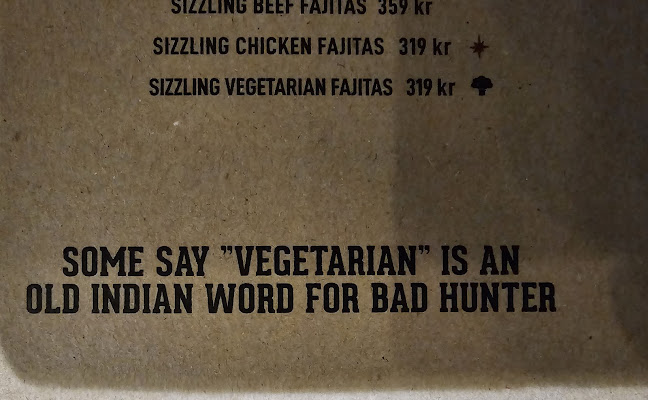 SIZZLING BEEF FAJITAS 359 kr
SIZZLING CHICKEN FAJITAS 319 kr
SIZZLING VEGETARIAN FAJITAS 319 kr
SOME SAY ”VEGETARIAN” IS AN
OLD INDIAN WORD FOR BAD HUNTER